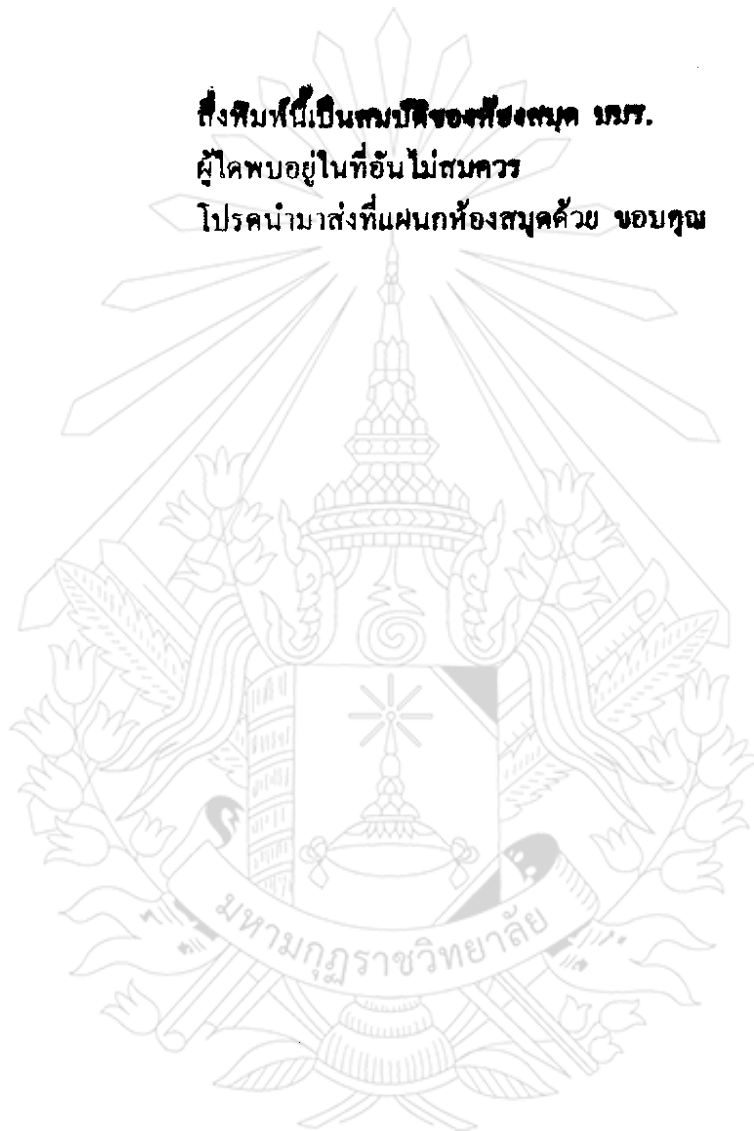 สิ่งพิมพ์นี้เป็นสมบัติของห้องสมุด มมร.
ผู้ใดพบอยู่ในที่อันไม่สมควร
โปรดนำมาส่งที่แผนกห้องสมุดด้วย ขอบคุณ
มหามกุฏราชวิทยาลัย